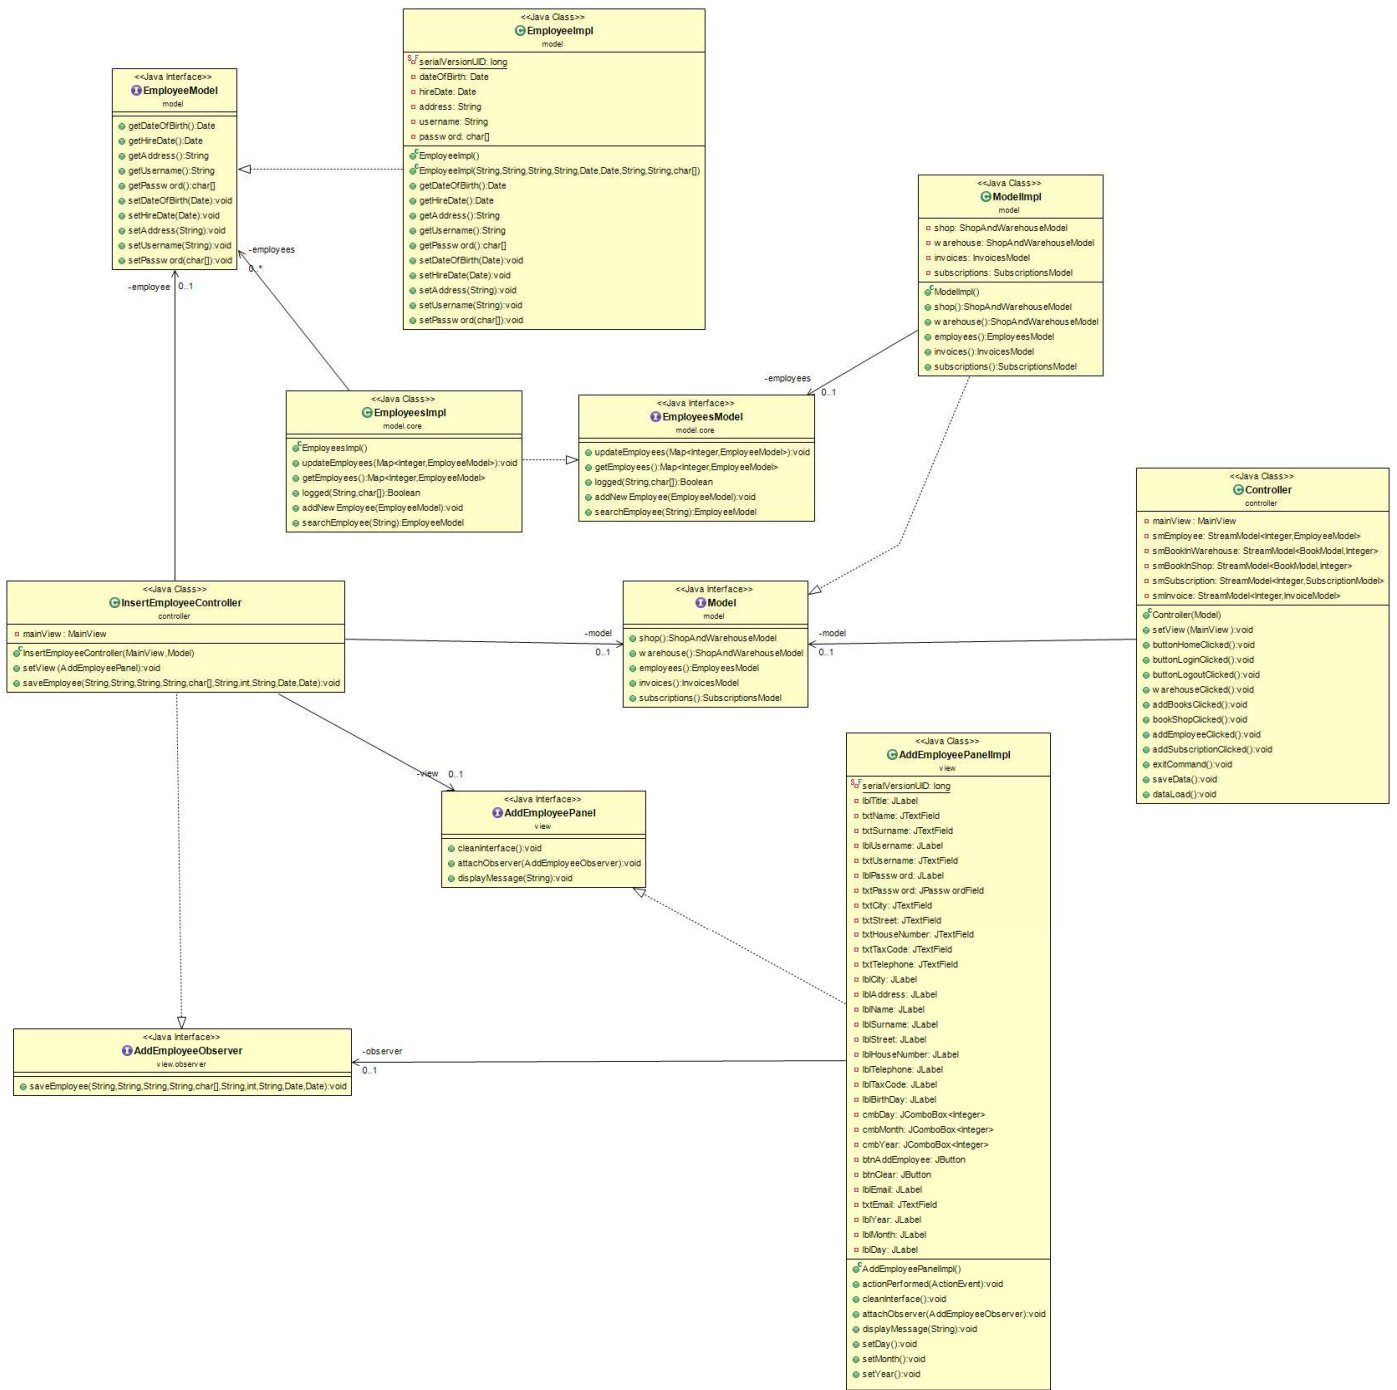 <<Java Class>>
EmployeeImpl
model
serialVersionUID: long
dateOfBirth: Date
hireDate: Date
address: String
username: String
password: char[]
EmployeeImpl()
EmployeeImpl(String,String,String,String,Date,Date,String,String,char[])
getDateOfBirth():Date
getHireDate():Date
getAddress():String
getUsername():String
getPassword():char[]
setDateOfBirth(Date):void
setHireDate(Date):void
setAddress(String):void
setUsername(String):void
setPassword(char[]):void
<<Java Interface>>
EmployeeModel
model
getDateOfBirth():Date
getHireDate():Date
getAddress():String
getUsername():String
getPassword():char[]
setDateOfBirth(Date):void
setHireDate(Date):void
setAddress(String):void
setUsername(String):void
setPassword(char[]):void
-employees
0..*
-employee
0..1
<<Java Class>>
ModelImpl
model
shop: ShopAndWarehouseModel
warehouse: ShopAndWarehouseModel
invoices: InvoicesModel
subscriptions: SubscriptionsModel
ModelImpl()
shop():ShopAndWarehouseModel
warehouse():ShopAndWarehouseModel
employees():EmployeesModel
invoices():InvoicesModel
subscriptions():SubscriptionsModel
-employees
0..1
<<Java Class>>
EmployeesImpl
model.core
EmployeesImpl()
updateEmployees(Map<Integer,EmployeeModel>):void
getEmployees():Map<Integer,EmployeeModel>
logged(String,char[]):Boolean
addNewEmployee(EmployeeModel):void
searchEmployee(String):EmployeeModel
<<Java Interface>>
EmployeesModel
model.core
updateEmployees(Map<Integer,EmployeeModel>):void
getEmployees():Map<Integer,EmployeeModel>
logged(String,char[]):Boolean
addNewEmployee(EmployeeModel):void
searchEmployee(String):EmployeeModel
<<Java Class>>
Controller
controller
mainView: MainView
smEmployee: StreamModel<Integer,EmployeeModel>
smBookInWarehouse: StreamModel<BookModel,Integer>
smBookInShop: StreamModel<BookModel,Integer>
smSubscription: StreamModel<Integer,SubscriptionModel>
smInvoice: StreamModel<Integer,InvoiceModel>
Controller(Model)
setView(MainView):void
buttonHomeClicked():void
buttonLoginClicked():void
buttonLogoutClicked():void
warehouseClicked():void
addBooksClicked():void
bookShopClicked():void
addEmployeeClicked():void
addSubscriptionClicked():void
exitCommand():void
saveData():void
dataLoad():void
<<Java Class>>
InsertEmployeeController
controller
mainView: MainView
InsertEmployeeController(MainView,Model)
setView(AddEmployeePanel):void
saveEmployee(String,String,String,String,char[],String,int,String,Date,Date):void
-model
0..1
<<Java Interface>>
Model
model
shop():ShopAndWarehouseModel
warehouse():ShopAndWarehouseModel
employees():EmployeesModel
invoices():InvoicesModel
subscriptions():SubscriptionsModel
-model
0..1
-view 0..1
<<Java Interface>>
AddEmployeePanel
view
cleanInterface():void
attachObserver(AddEmployeeObserver):void
displayMessage(String):void
<<Java Class>>
AddEmployeePanelImpl
view
serialVersionUID: long
lblTitle: JLabel
txtName: JTextField
txtSurname: JTextField
lblUsername: JLabel
txtUsername: JTextField
lblPassword: JLabel
txtPassword: JPasswordField
txtCity: JTextField
txtStreet: JTextField
txtHouseNumber: JTextField
txtTaxCode: JTextField
txtTelephone: JTextField
lblCity: JLabel
lblAddress: JLabel
lblName: JLabel
lblSurname: JLabel
lblStreet: JLabel
lblHouseNumber: JLabel
lblTelephone: JLabel
lblTaxCode: JLabel
lblBirthDay: JLabel
cmbDay: JComboBox<Integer>
cmbMonth: JComboBox<Integer>
cmbYear: JComboBox<Integer>
btnAddEmployee: JButton
btnClear: JButton
lblEmail: JLabel
txtEmail: JTextField
lblYear: JLabel
lblMonth: JLabel
lblDay: JLabel
AddEmployeePanelImpl()
actionPerformed(ActionEvent):void
cleanInterface():void
attachObserver(AddEmployeeObserver):void
displayMessage(String):void
setDay():void
setMonth():void
setYear():void
<<Java Interface>>
AddEmployeeObserver
view.observer
saveEmployee(String,String,String,String,char[],String,int,String,Date,Date):void
-observer
0..1